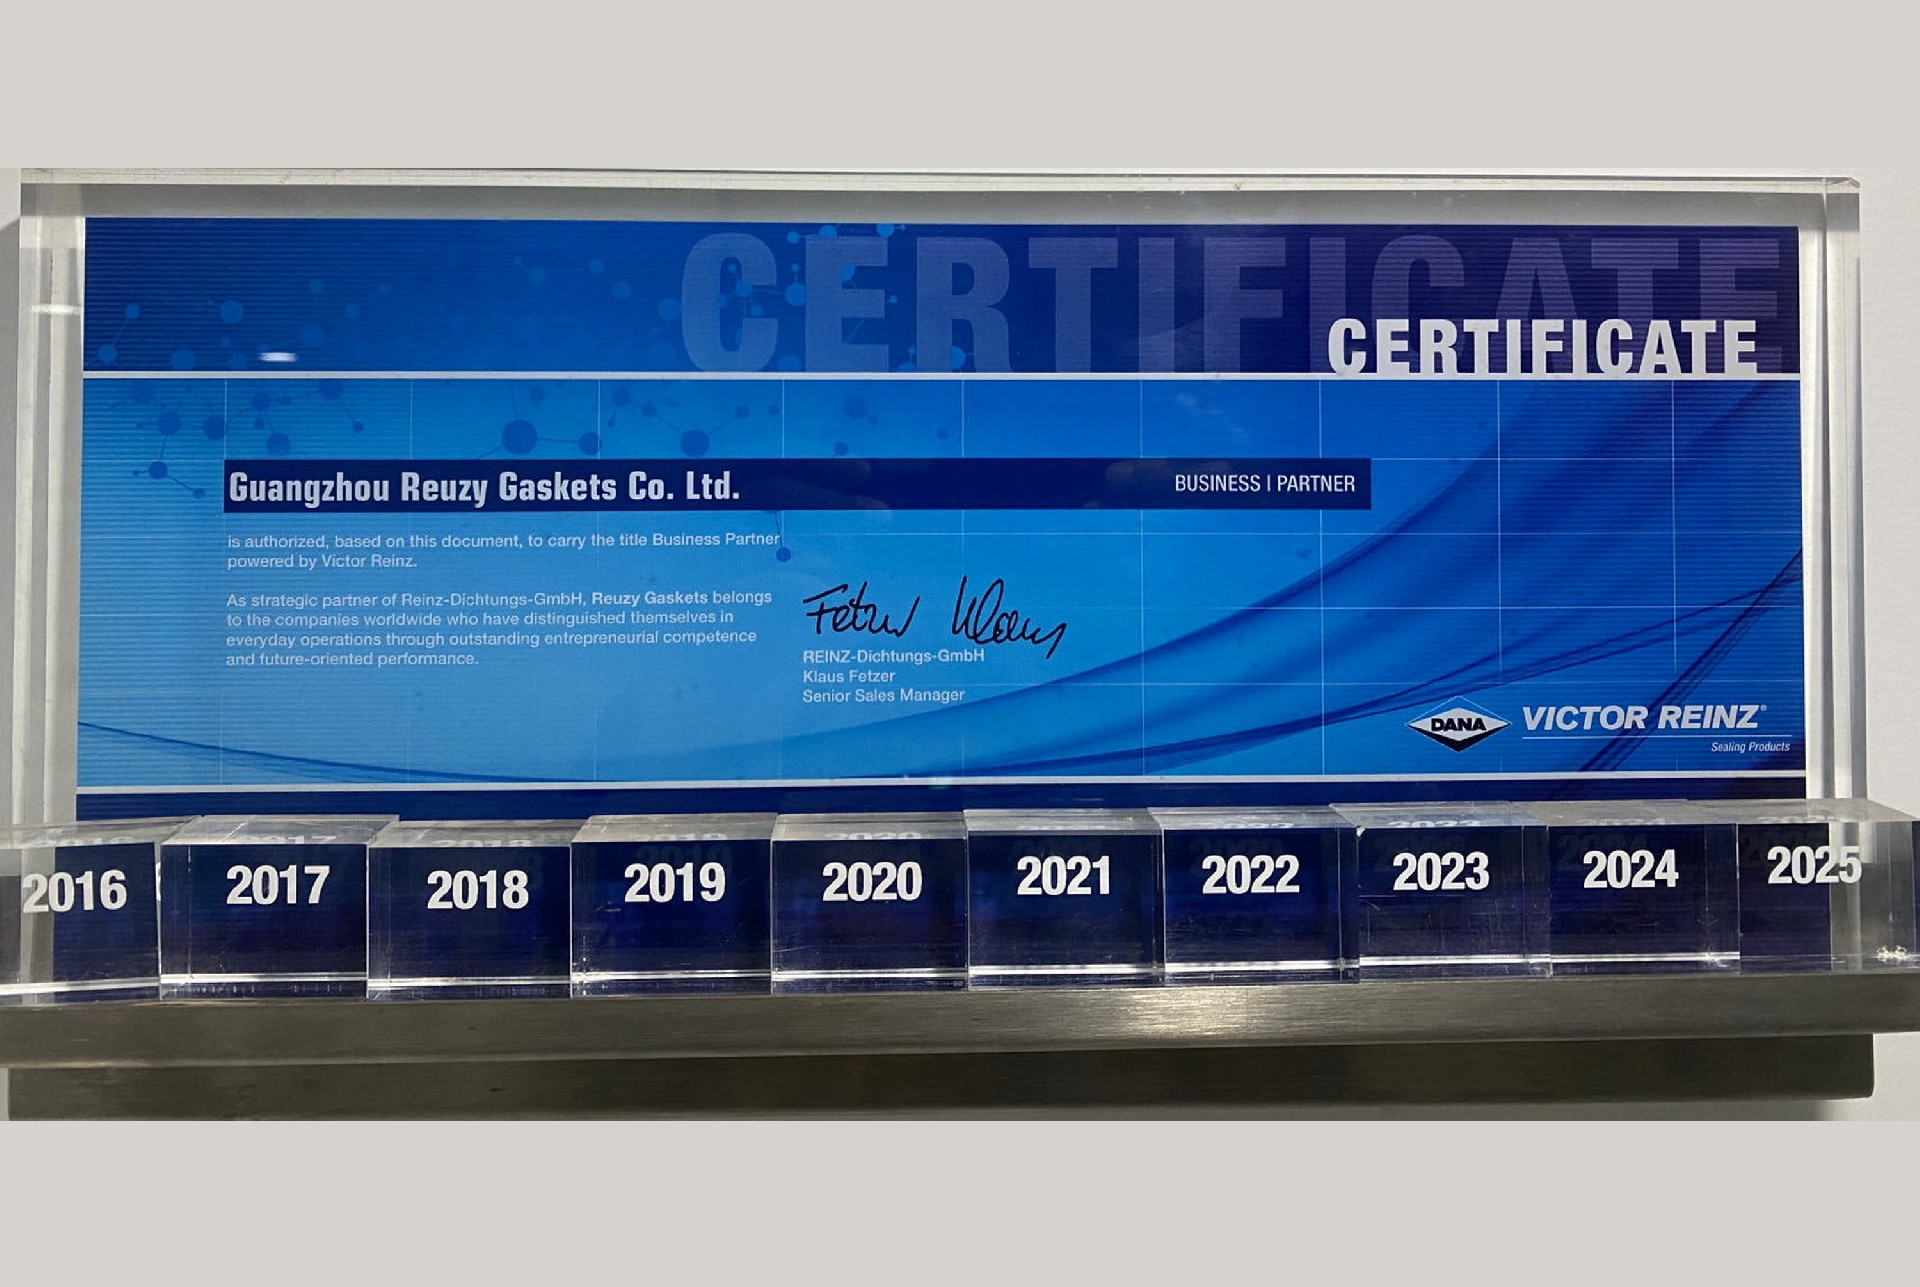 CERTIFICATE
CERTIFICATE
Guangzhou Reuzy Gaskets Co. Ltd.
BUSINESS | PARTNER
is authorized, based on this document, to carry the title Business Partner
powered by Victor Reinz.
As strategic partner of Reinz-Dichtungs-GmbH, Reuzy Gaskets belongs
to the companies worldwide who have distinguished themselves in
everyday operations through outstanding entrepreneurial competence
and future-oriented performance.
Fetzer Klaus
REINZ-Dichtungs-GmbH
Klaus Fetzer
Senior Sales Manager
DANA
VICTOR REINZ®
Sealing Products
2016 2017 2018 2019 2020 2021 2022 2023 2024 2025